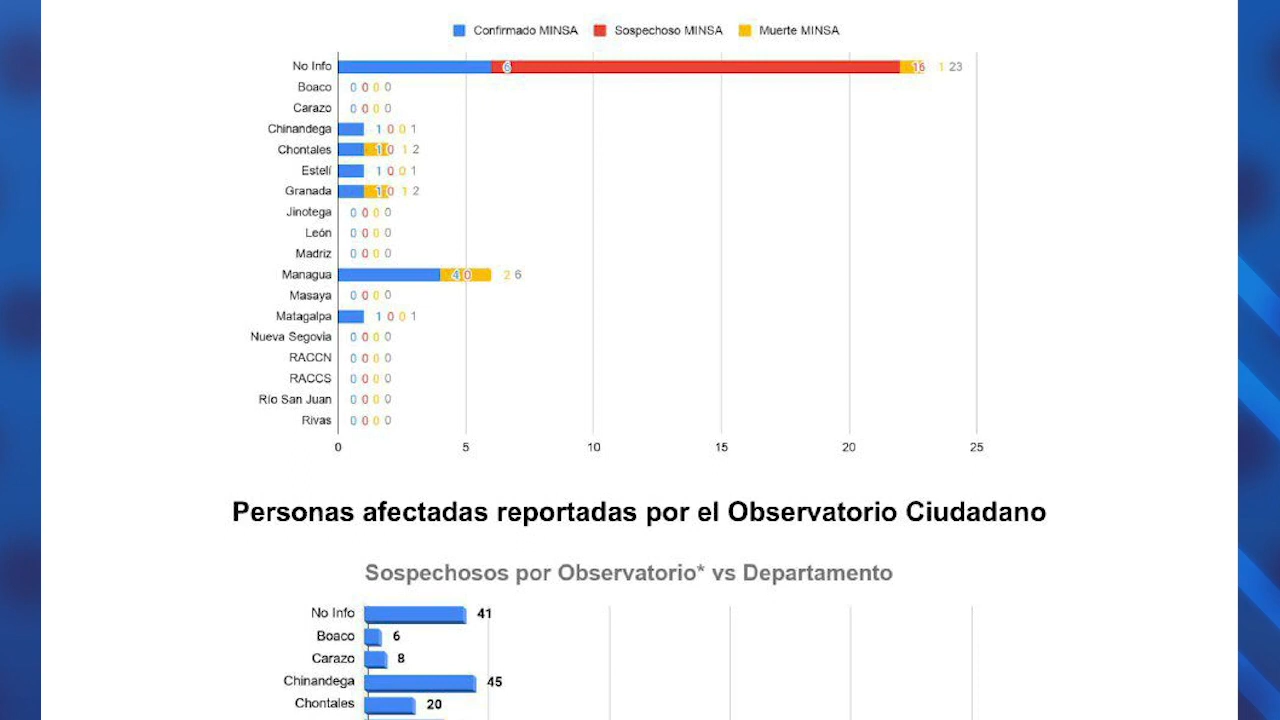 Confirmado MINSA Sospechoso MINSA Muerte MINSA
No Info 6 16 1 23
Boaco 0 0 0 0
Carazo 0 0 0 0
Chinandega 1 0 0 1
Chontales 1 0 1 2
Estelí 1 0 0 1
Granada 1 0 1 2
Jinotega 0 0 0 0
León 0 0 0 0
Madriz 0 0 0 0
Managua 4 0 2 6
Masaya 0 0 0 0
Matagalpa 1 0 0 1
Nueva Segovia 0 0 0 0
RACCN 0 0 0 0
RACCS 0 0 0 0
Río San Juan 0 0 0 0
Rivas 0 0 0 0
0 5 10 15 20 25
Personas afectadas reportadas por el Observatorio Ciudadano
Sospechosos por Observatorio* vs Departamento
No Info 41
Boaco 6
Carazo 8
Chinandega 45
Chontales 20